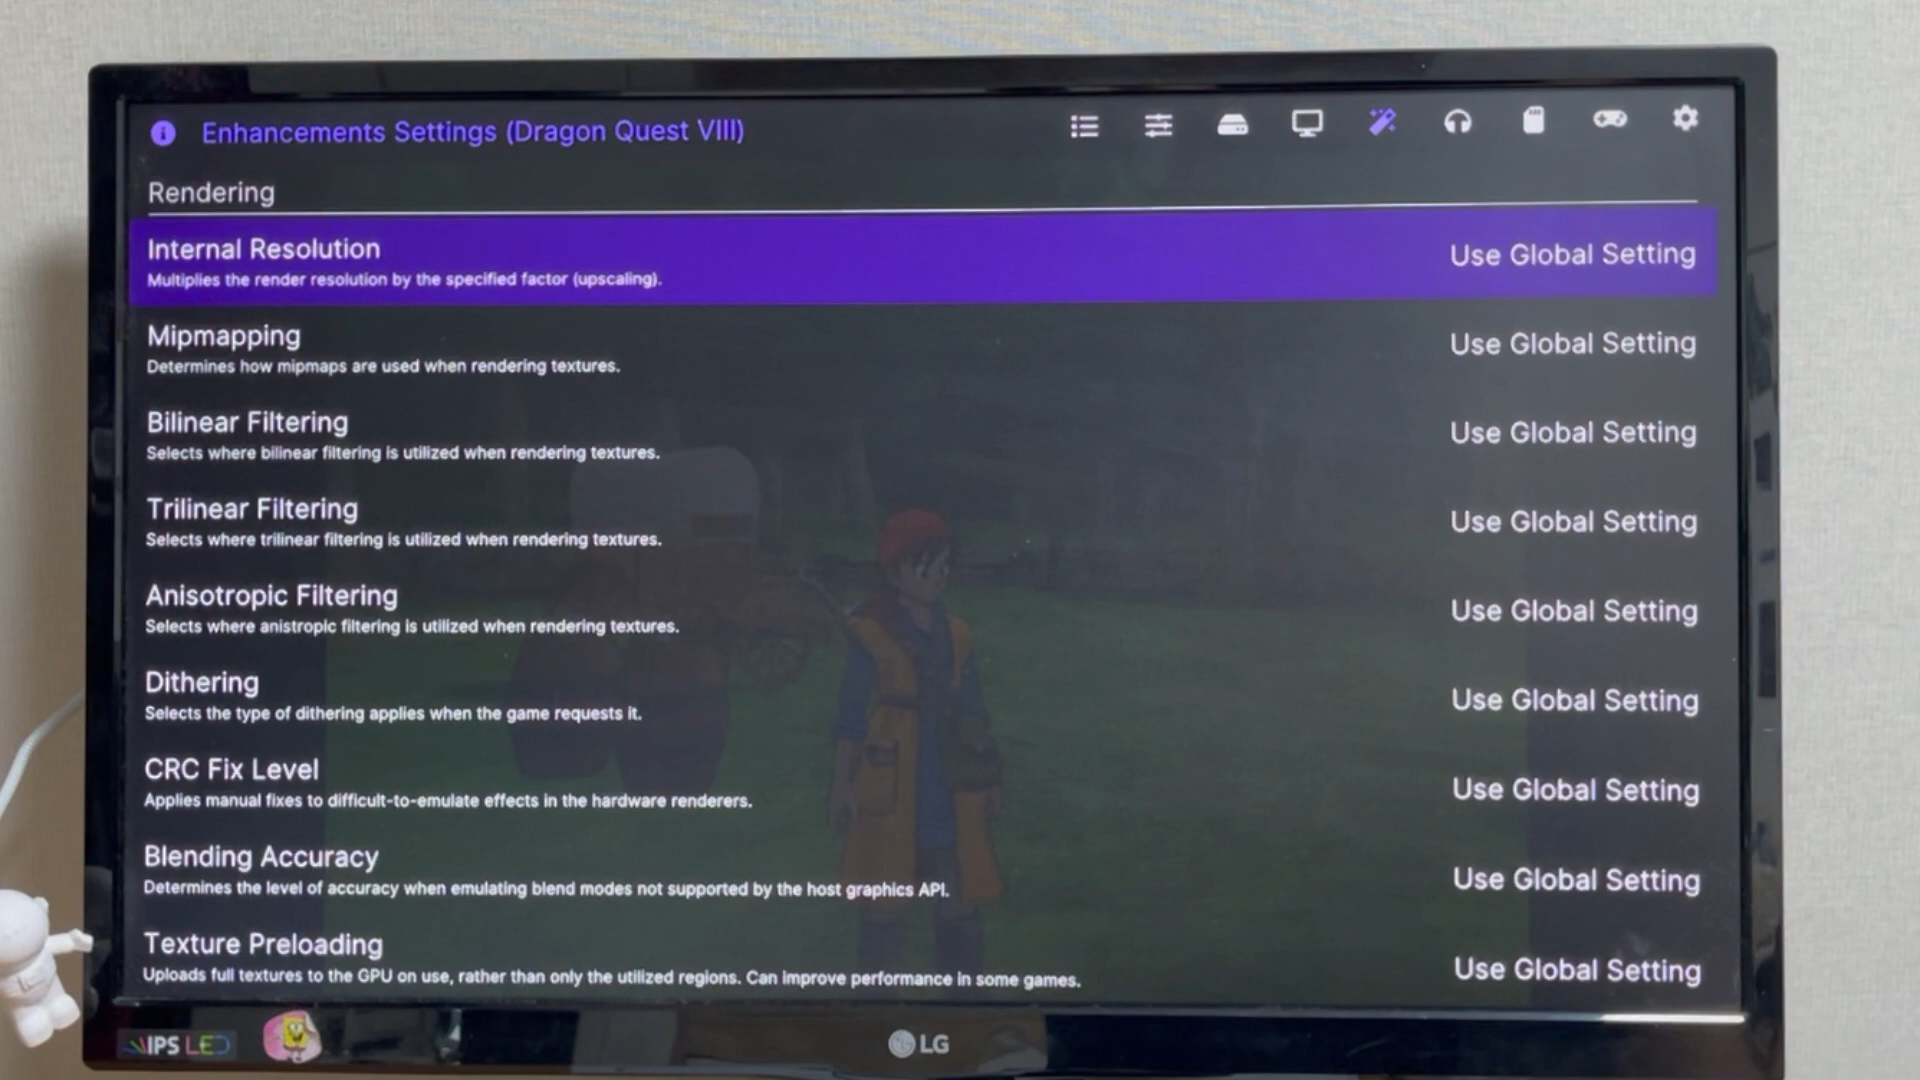 Enhancements Settings (Dragon Quest VIII)
Rendering
Internal Resolution
Multiplies the render resolution by the specified factor (upscaling).
Use Global Setting
Mipmapping
Determines how mipmaps are used when rendering textures.
Use Global Setting
Bilinear Filtering
Selects where bilinear filtering is utilized when rendering textures.
Use Global Setting
Trilinear Filtering
Selects where trilinear filtering is utilized when rendering textures.
Use Global Setting
Anisotropic Filtering
Selects where anistropic filtering is utilized when rendering textures.
Use Global Setting
Dithering
Selects the type of dithering applies when the game requests it.
Use Global Setting
CRC Fix Level
Applies manual fixes to difficult-to-emulate effects in the hardware renderers.
Use Global Setting
Blending Accuracy
Determines the level of accuracy when emulating blend modes not supported by the host graphics API.
Use Global Setting
Texture Preloading
Uploads full textures to the GPU on use, rather than only the utilized regions. Can improve performance in some games.
Use Global Setting
IPS LED
LG